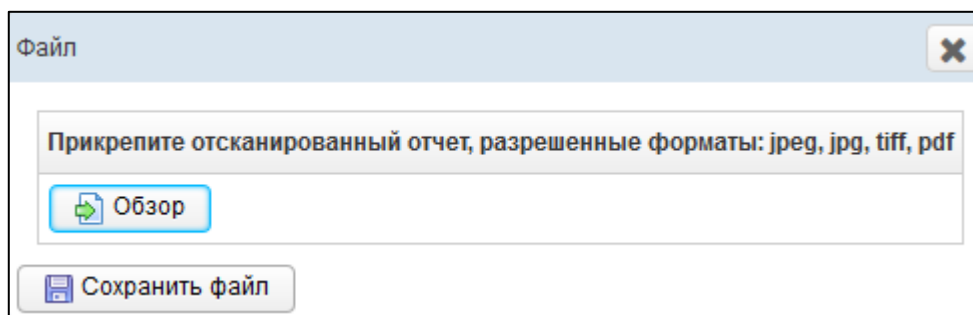 Файл
Прикрепите отсканированный отчет, разрешенные форматы: jpeg, jpg, tiff, pdf
Обзор
Сохранить файл